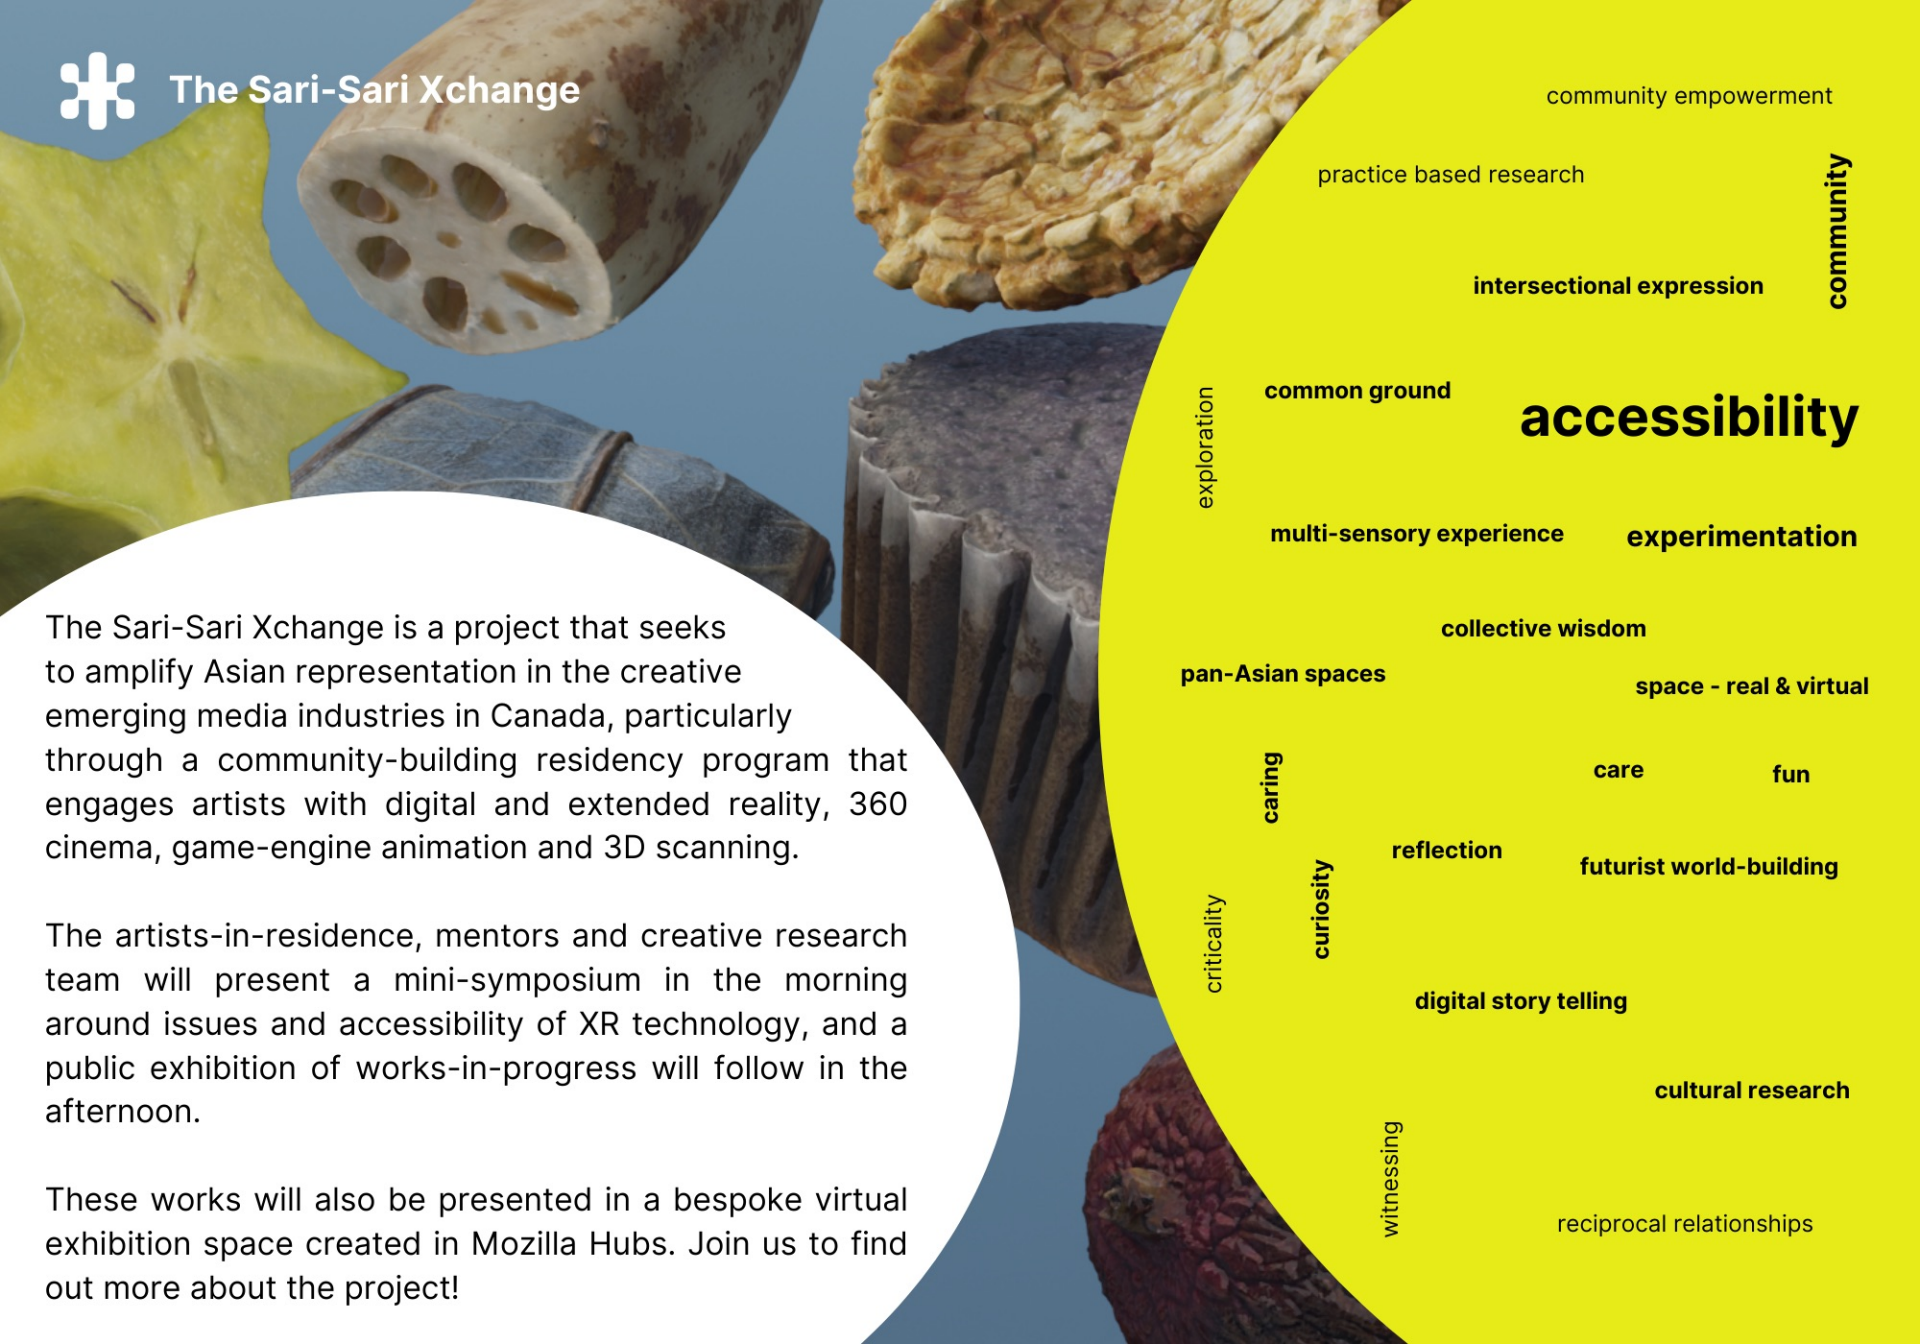 The Sari-Sari Xchange
The Sari-Sari Xchange is a project that seeks
to amplify Asian representation in the creative
emerging media industries in Canada, particularly
through a community-building residency program that
engages artists with digital and extended reality, 360
cinema, game-engine animation and 3D scanning.
The artists-in-residence, mentors and creative research
team will present a mini-symposium in the morning
around issues and accessibility of XR technology, and a
public exhibition of works-in-progress will follow in the
afternoon.
These works will also be presented in a bespoke virtual
exhibition space created in Mozilla Hubs. Join us to find
out more about the project!
community empowerment
practice based research
community
intersectional expression
common ground
accessibility
exploration
multi-sensory experience
experimentation
collective wisdom
pan-Asian spaces
space - real & virtual
caring
care
fun
reflection
futurist world-building
curiosity
criticality
digital story telling
cultural research
witnessing
reciprocal relationships